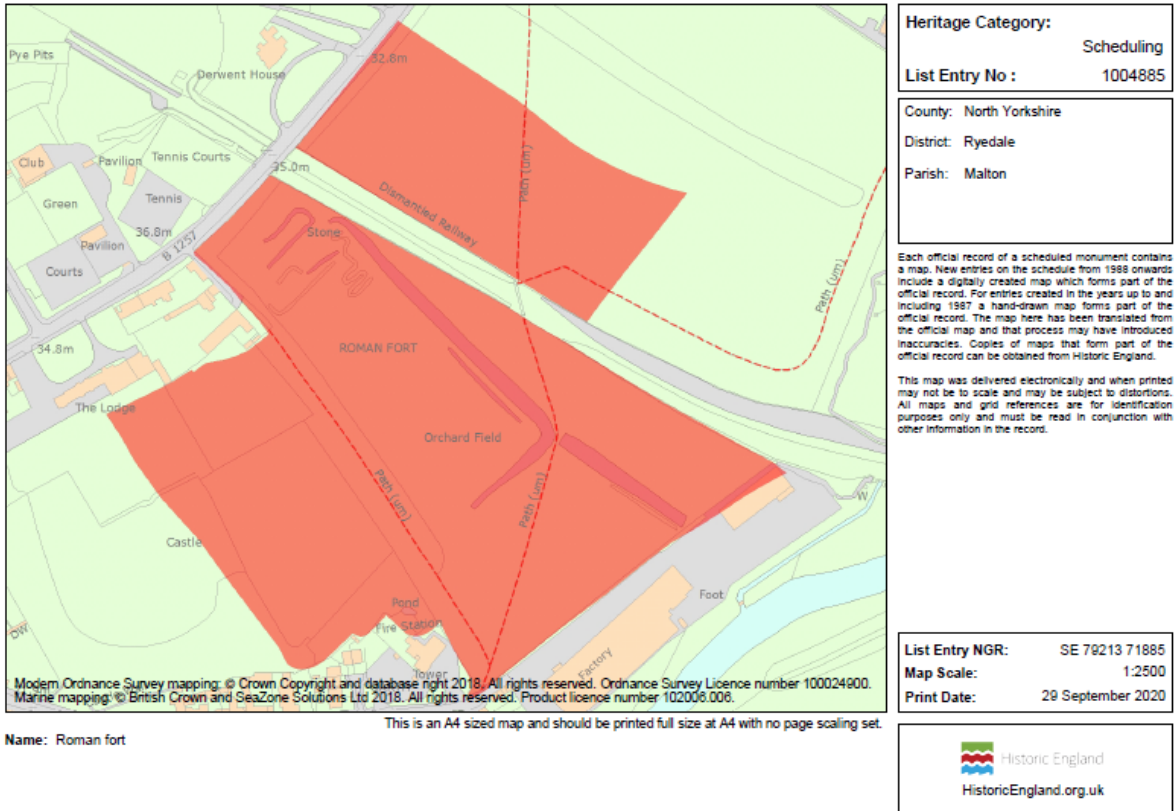 Pye Pits
Derwent House
32.8m
Club
Pavilion
Tennis Courts
35.0m
Green
Tennis
36.8m
Pavilion
Courts
B 1257
Dismantled Railway
Path (um)
Stone
34.8m
ROMAN FORT
The Lodge
Orchard Field
Path (um)
Path (um)
Path (um)
W
Castle
Foot
Pond
Fire Station
DW
Tower
Factory
Modern Ordnance Survey mapping: © Crown Copyright and database right 2018. All rights reserved. Ordnance Survey Licence number 100024900.
Marine mapping: © British Crown and SeaZone Solutions Ltd 2018. All rights reserved. Product licence number 102006.006.
This is an A4 sized map and should be printed full size at A4 with no page scaling set.
Name: Roman fort
Heritage Category:
Scheduling
List Entry No : 1004885
County: North Yorkshire
District: Ryedale
Parish: Malton
Each official record of a scheduled monument contains
a map. New entries on the schedule from 1988 onwards
include a digitally created map which forms part of the
official record. For entries created in the years up to and
including 1987 a hand-drawn map forms part of the
official record. The map here has been translated from
the official map and that process may have introduced
inaccuracies. Copies of maps that form part of the
official record can be obtained from Historic England.
This map was delivered electronically and when printed
may not be to scale and may be subject to distortions.
All maps and grid references are for identification
purposes only and must be read in conjunction with
other information in the record.
List Entry NGR: SE 79213 71885
Map Scale: 1:2500
Print Date: 29 September 2020
Historic England
HistoricEngland.org.uk